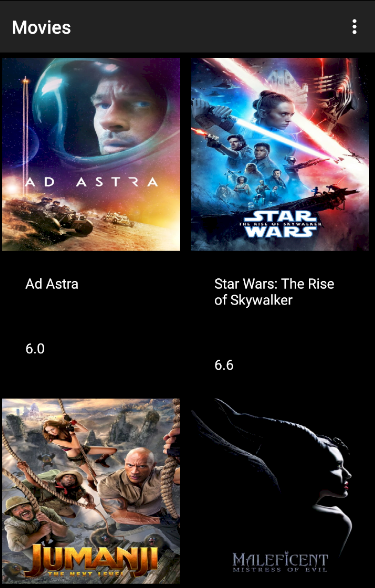 Movies
AD ASTRA
STAR
THE RISE OF SKYWALKER
WARS
Ad Astra
Star Wars: The Rise
of Skywalker
6.0
6.6
JUMANJI
THE NEXT LEVEL
MALEFICENT
MISTRESS OF EVIL